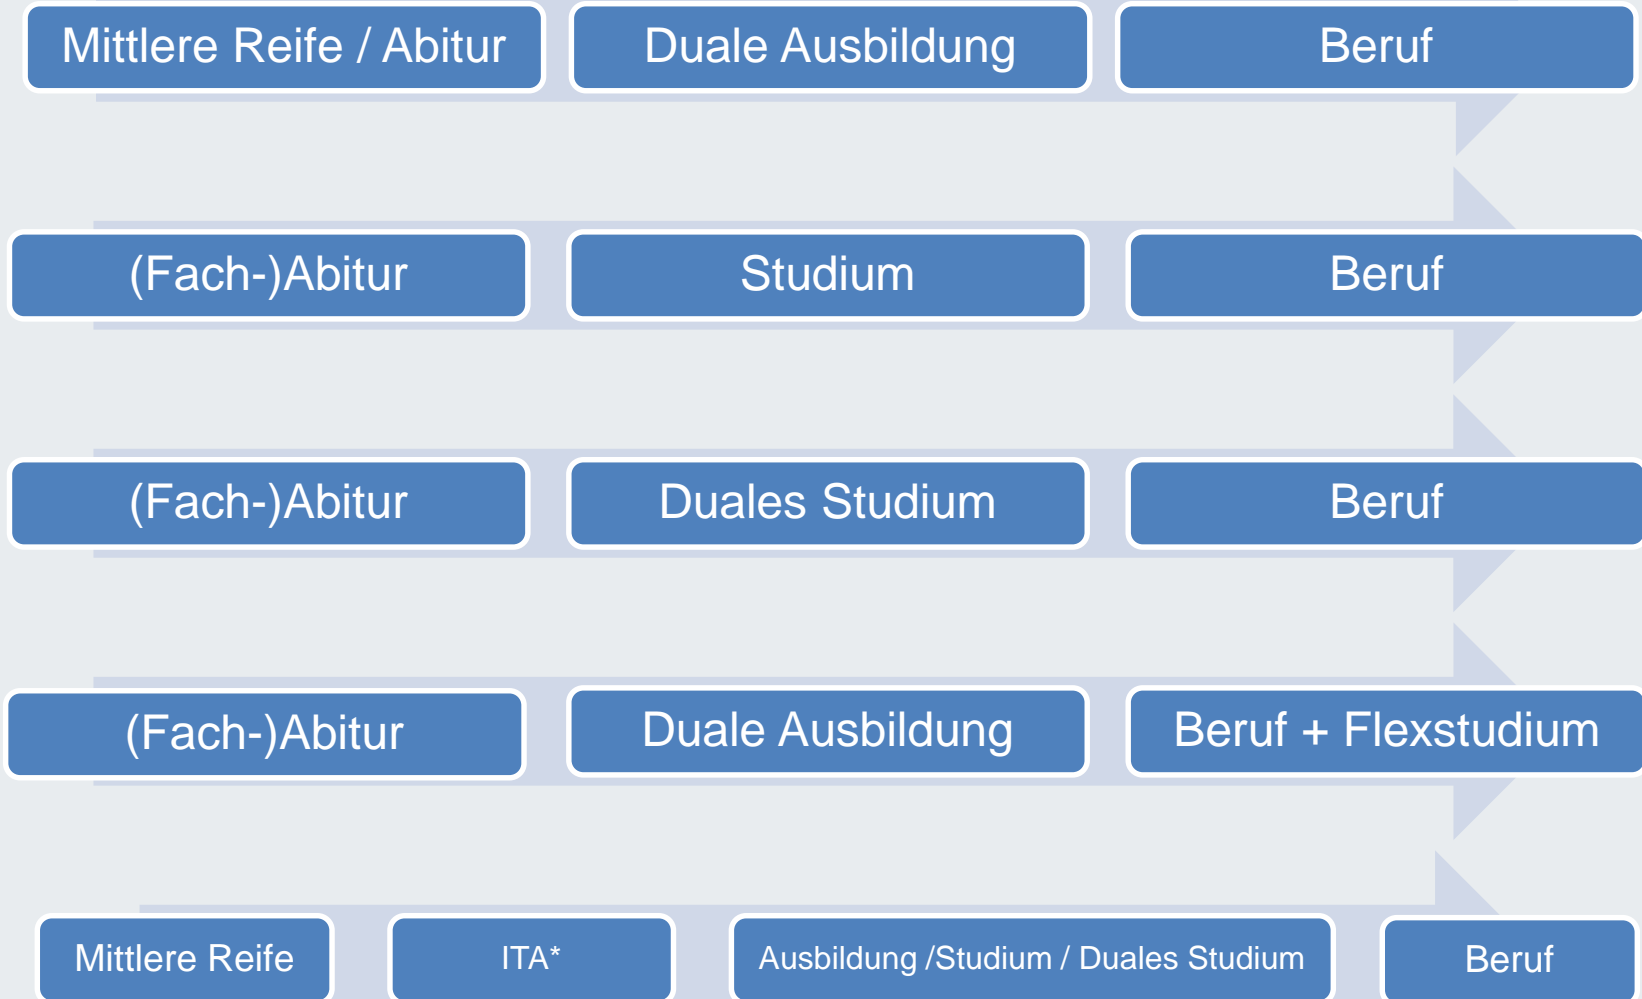 Mittlere Reife / Abitur
Duale Ausbildung
Beruf
(Fach-)Abitur
Studium
Beruf
(Fach-)Abitur
Duales Studium
Beruf
(Fach-)Abitur
Duale Ausbildung
Beruf + Flexstudium
Mittlere Reife
ITA*
Ausbildung /Studium / Duales Studium
Beruf